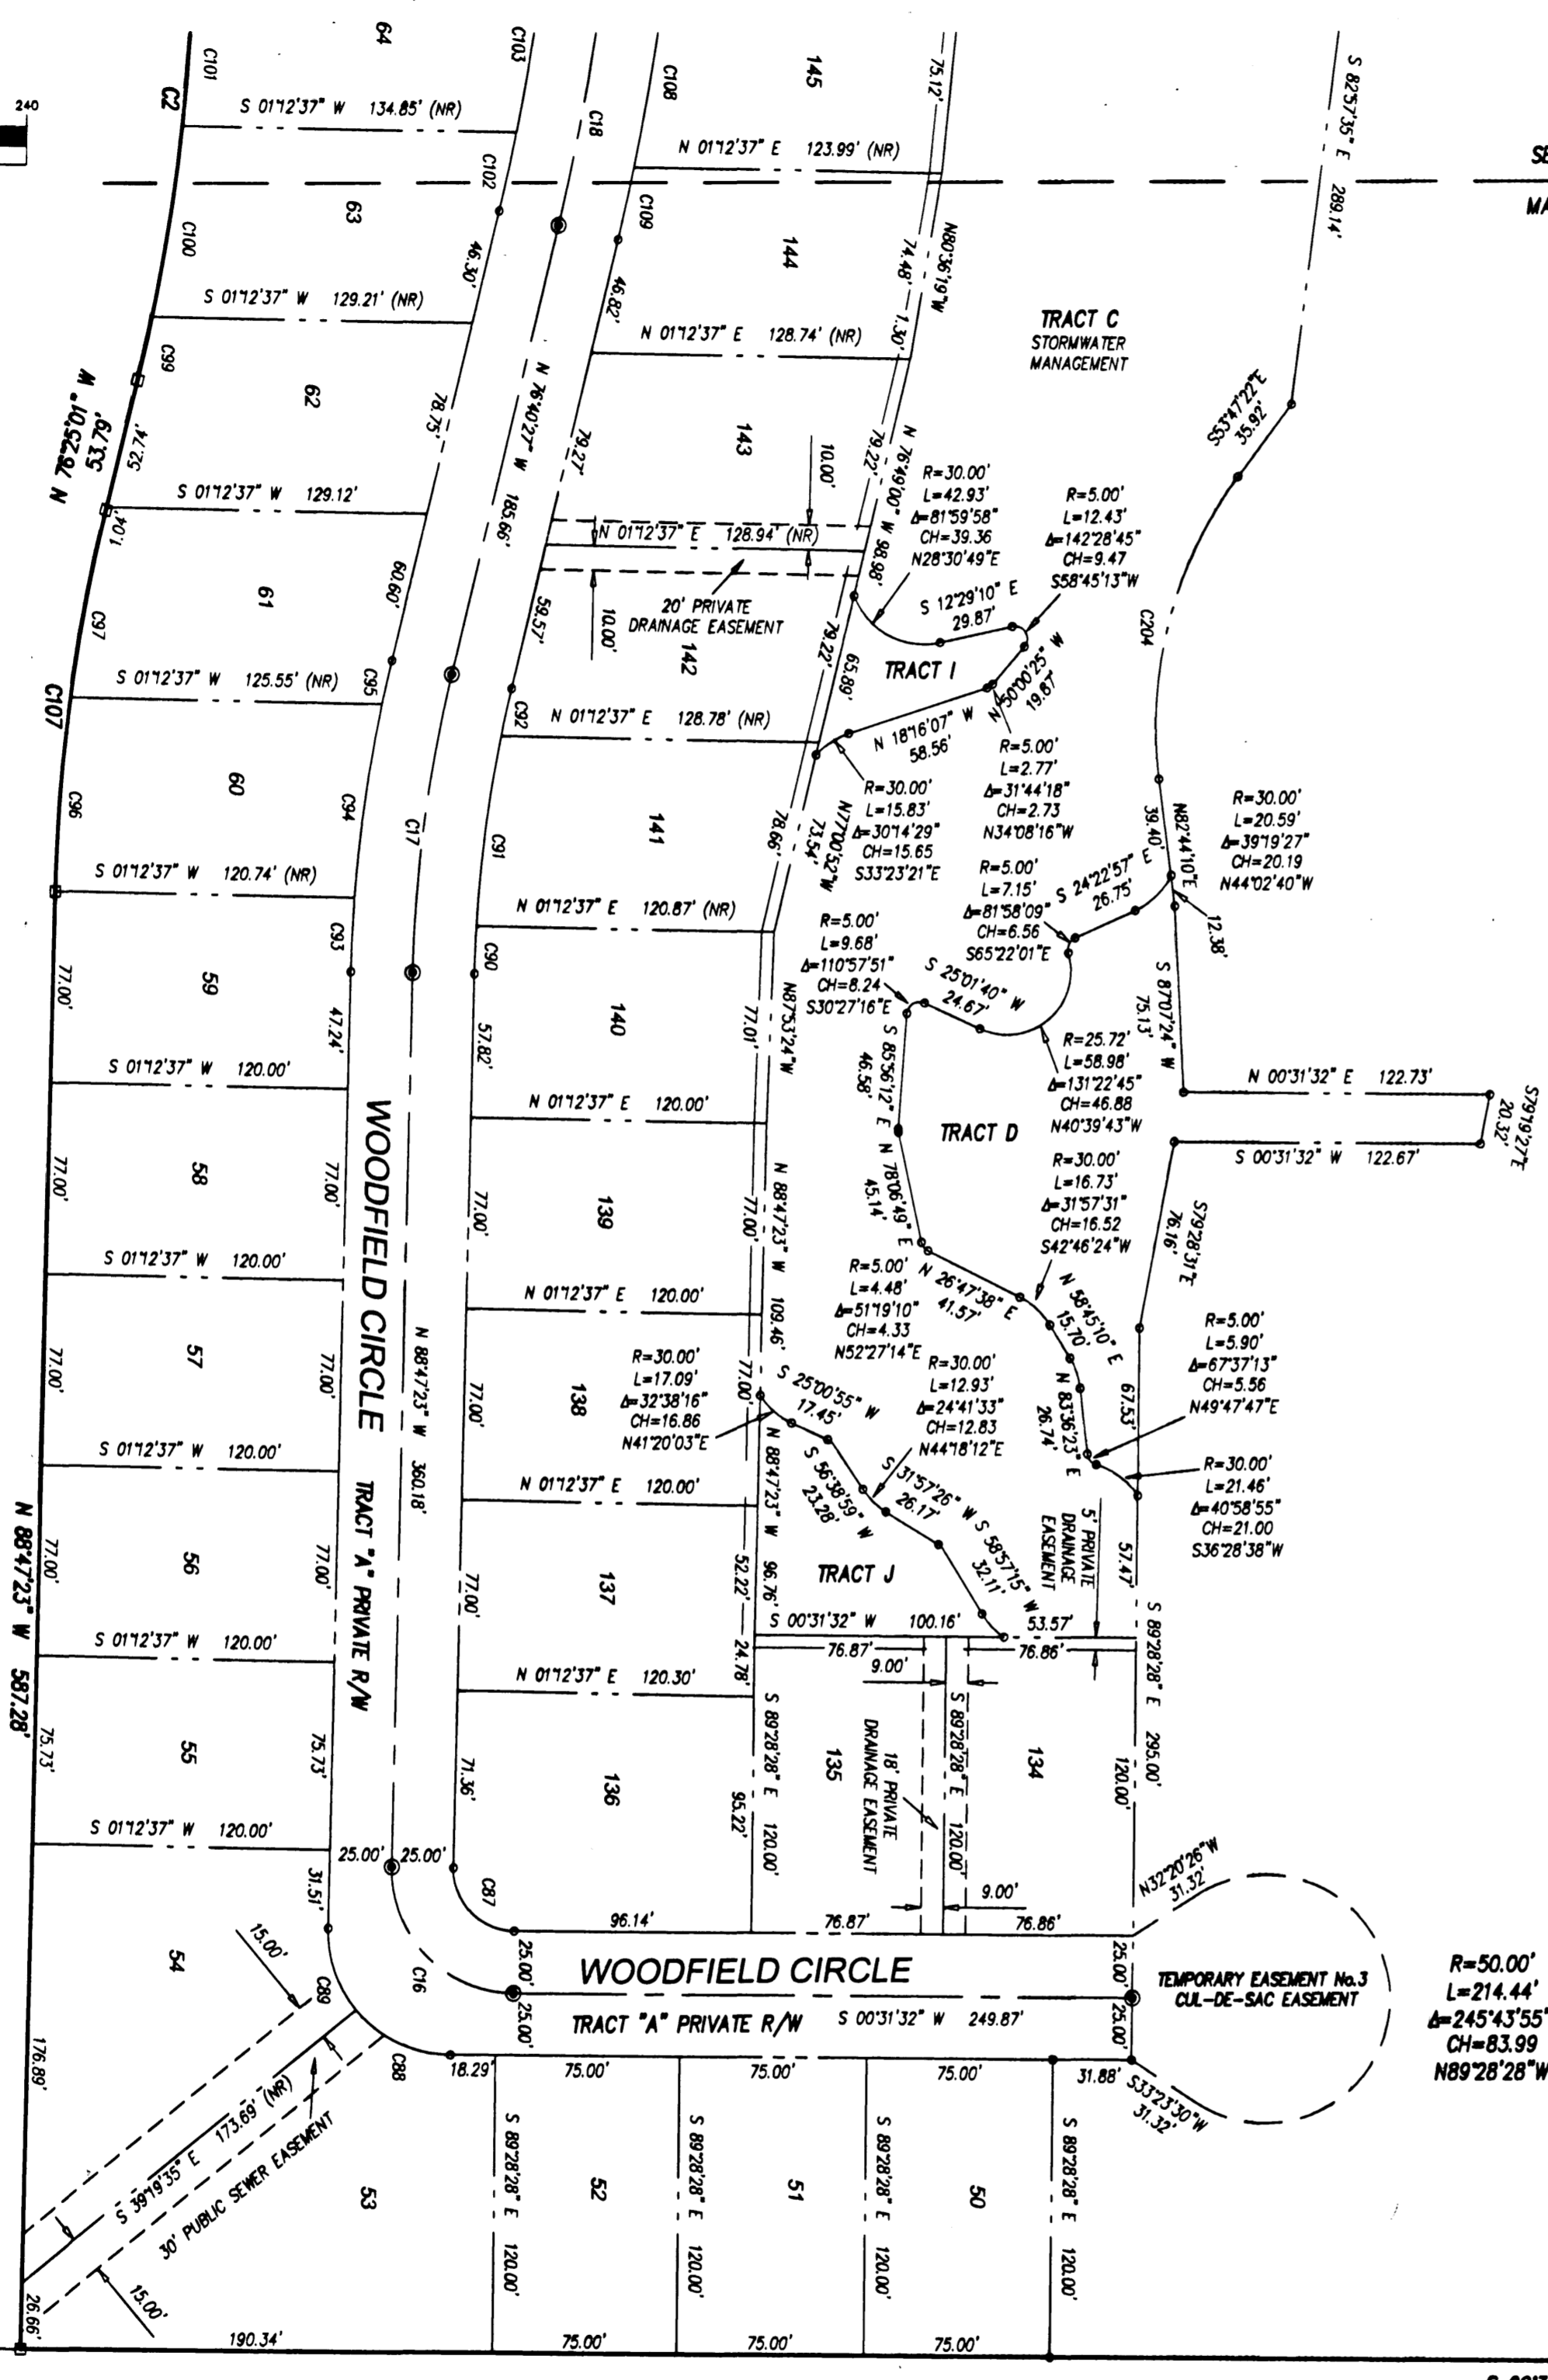 240
64
C101
C2
C103
C18
C108
145
75.12'
S 82°57'35" E 289.14'
S 01°12'37" W 134.85' (NR)
N 01°12'37" E 123.99' (NR)
C102
C109
C100
63
46.30'
46.82'
144
74.48'
N80°36'19"W
1.30'
S 01°12'37" W 129.21' (NR)
N 01°12'37" E 128.74' (NR)
TRACT C
STORMWATER
MANAGEMENT
C99
N 76°25'01" W
53.79'
52.74'
62
78.75'
N 76°40'27" W 185.66'
79.27'
143
10.00'
79.22'
N 76°49'00" W 98.98'
S53°47'22"E
35.92'
R=30.00'
L=42.93'
Δ=81°59'58"
CH=39.36
N28°30'49"E
R=5.00'
L=12.43'
Δ=142°28'45"
CH=9.47
S58°45'13"W
S 01°12'37" W 129.12'
1.04'
N 01°12'37" E 128.94' (NR)
20' PRIVATE
DRAINAGE EASEMENT
10.00'
61
60.60'
59.57'
C97
142
79.22'
65.89'
S 12°29'10" E
29.87'
TRACT I
N 50°00'25" W
19.87'
C204
C107
S 01°12'37" W 125.55' (NR)
C95
C92
N 01°12'37" E 128.78' (NR)
N 18°16'07" W
58.56'
R=5.00'
L=2.77'
Δ=31°44'18"
CH=2.73
N34°08'16"W
R=30.00'
L=15.83'
Δ=30°14'29"
CH=15.65
S33°23'21"E
60
C96
C94
C17
C91
141
78.66'
N77°00'52"W
73.54'
N82°44'10"E
39.40'
R=30.00'
L=20.59'
Δ=39°19'27"
CH=20.19
N44°02'40"W
R=5.00'
L=7.15'
Δ=81°58'09"
CH=6.56
S65°22'01"E
S 24°22'57" E
26.75'
12.38'
S 01°12'37" W 120.74' (NR)
N 01°12'37" E 120.87' (NR)
R=5.00'
L=9.68'
Δ=110°57'51"
CH=8.24
S30°27'16"E
S 25°01'40" W
24.67'
S 87°07'24" W
75.13'
77.00'
59
C93
47.24'
C90
57.82'
140
77.01'
N87°53'24"W
S 85°56'12" E
46.58'
R=25.72'
L=58.98'
Δ=131°22'45"
CH=46.88
N40°39'43"W
N 00°31'32" E 122.73'
S79°19'27"E
20.32'
S 00°31'32" W 122.67'
S 01°12'37" W 120.00'
N 01°12'37" E 120.00'
TRACT D
77.00'
58
77.00'
WOODFIELD CIRCLE
77.00'
139
77.00'
N 88°47'23" W 109.46'
N 78°06'49" E
45.14'
R=30.00'
L=16.73'
Δ=31°57'31"
CH=16.52
S42°46'24"W
S79°28'31"E
76.16'
S 01°12'37" W 120.00'
N 01°12'37" E 120.00'
R=5.00'
L=4.48'
Δ=51°19'10"
CH=4.33
N52°27'14"E
N 26°47'38" E
41.57'
N 58°45'10" E
15.70'
77.00'
57
77.00'
N 88°47'23" W 360.18'
77.00'
138
77.00'
R=30.00'
L=17.09'
Δ=32°38'16"
CH=16.86
N41°20'03"E
S 25°00'55" W
17.45'
R=30.00'
L=12.93'
Δ=24°41'33"
CH=12.83
N44°18'12"E
N 83°36'23" E
26.74'
67.53'
R=5.00'
L=5.90'
Δ=67°37'13"
CH=5.56
N49°47'47"E
S 01°12'37" W 120.00'
N 01°12'37" E 120.00'
N 88°47'23" W 96.76'
S 56°38'59" W
23.28'
S 31°57'26" W
26.17'
R=30.00'
L=21.46'
Δ=40°58'55"
CH=21.00
S36°28'38"W
N 88°47'23" W 587.28'
77.00'
56
77.00'
TRACT "A" PRIVATE R/W
77.00'
137
52.22'
TRACT J
S 58°57'15" W
32.11'
5' PRIVATE
DRAINAGE
EASEMENT
57.47'
S 01°12'37" W 120.00'
N 01°12'37" E 120.30'
24.78'
S 00°31'32" W 100.16'
53.57'
76.87'
76.86'
9.00'
75.73'
55
75.73'
71.36'
136
95.22'
S 89°28'28" E 120.00'
135
18' PRIVATE
DRAINAGE EASEMENT
S 89°28'28" E 120.00'
134
S 89°28'28" E 295.00'
120.00'
S 01°12'37" W 120.00'
25.00'
25.00'
31.51'
C87
96.14'
76.87'
9.00'
76.86'
N32°20'26"W
31.32'
54
15.00'
C89
C16
25.00'
WOODFIELD CIRCLE
25.00'
TEMPORARY EASEMENT No.3
CUL-DE-SAC EASEMENT
R=50.00'
L=214.44'
Δ=245°43'55"
CH=83.99
N89°28'28"W
25.00'
TRACT "A" PRIVATE R/W
S 00°31'32" W 249.87'
25.00'
176.89'
C88
18.29'
75.00'
75.00'
75.00'
31.88'
S33°23'30"W
31.32'
S 39°19'35" E 173.69' (NR)
30' PUBLIC SEWER EASEMENT
53
S 89°28'28" E 120.00'
52
S 89°28'28" E 120.00'
51
S 89°28'28" E 120.00'
50
S 89°28'28" E 120.00'
15.00'
26.66'
190.34'
75.00'
75.00'
75.00'